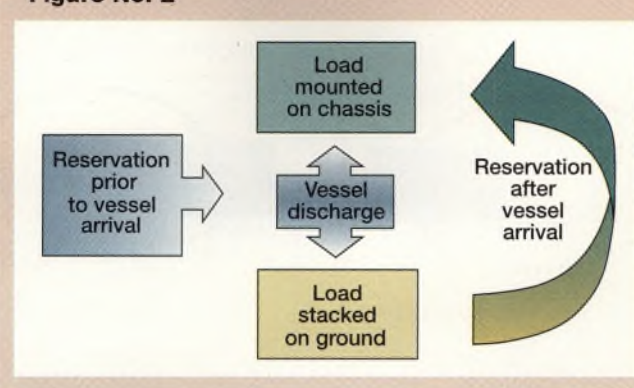 Figure No. 2
Load
mounted
on chassis
Reservation
prior
to vessel
arrival
Vessel
discharge
Reservation
after
vessel
arrival
Load
stacked
on ground